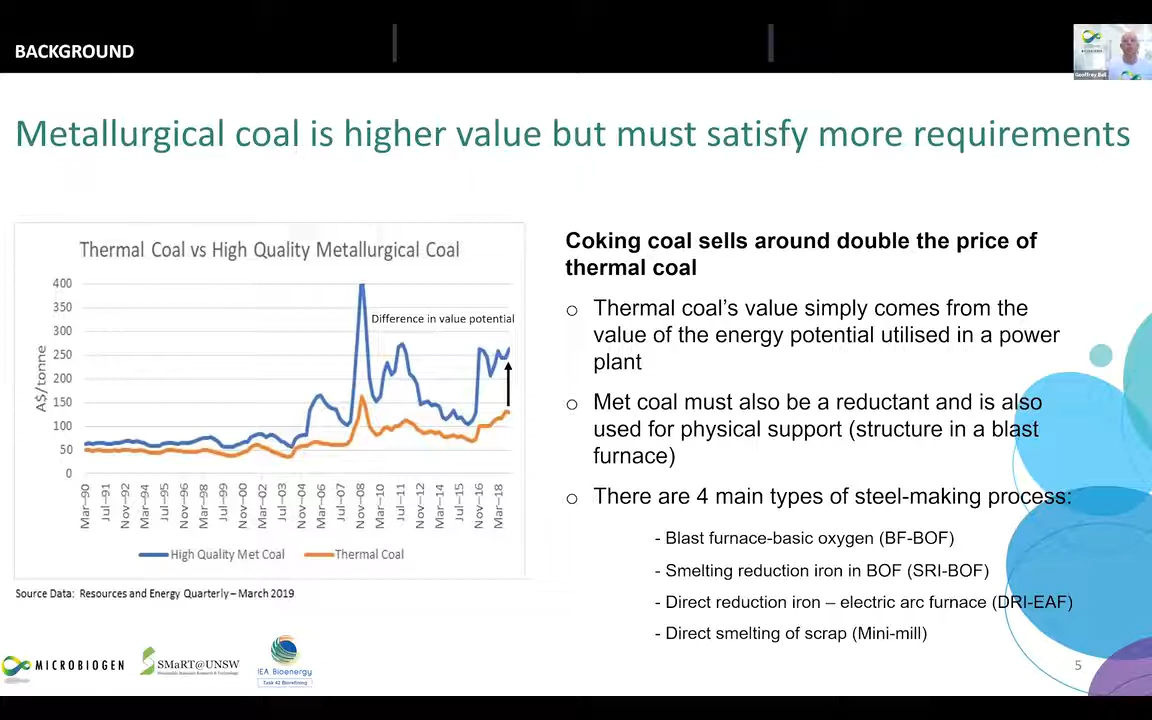 BACKGROUND
Geoffrey Bell
Metallurgical coal is higher value but must satisfy more requirements
Thermal Coal vs High Quality Metallurgical Coal
400
350
300
250
200
150
100
50
0
A$/tonne
Difference in value potential
Mar–90
Jul–91
Nov–92
Mar–94
Jul–95
Nov–96
Mar–98
Jul–99
Nov–00
Mar–02
Jul–03
Nov–04
Mar–06
Jul–07
Nov–08
Mar–10
Jul–11
Nov–12
Mar–14
Jul–15
Nov–16
Mar–18
High Quality Met Coal
Thermal Coal
Source Data: Resources and Energy Quarterly – March 2019
Coking coal sells around double the price of
thermal coal
o Thermal coal’s value simply comes from the
value of the energy potential utilised in a power
plant
o Met coal must also be a reductant and is also
used for physical support (structure in a blast
furnace)
o There are 4 main types of steel-making process:
- Blast furnace-basic oxygen (BF-BOF)
- Smelting reduction iron in BOF (SRI-BOF)
- Direct reduction iron – electric arc furnace (DRI-EAF)
- Direct smelting of scrap (Mini-mill)
MICROBIOGEN
SMaRT@UNSW
IEA Bioenergy
Task 42 Biorefining
5